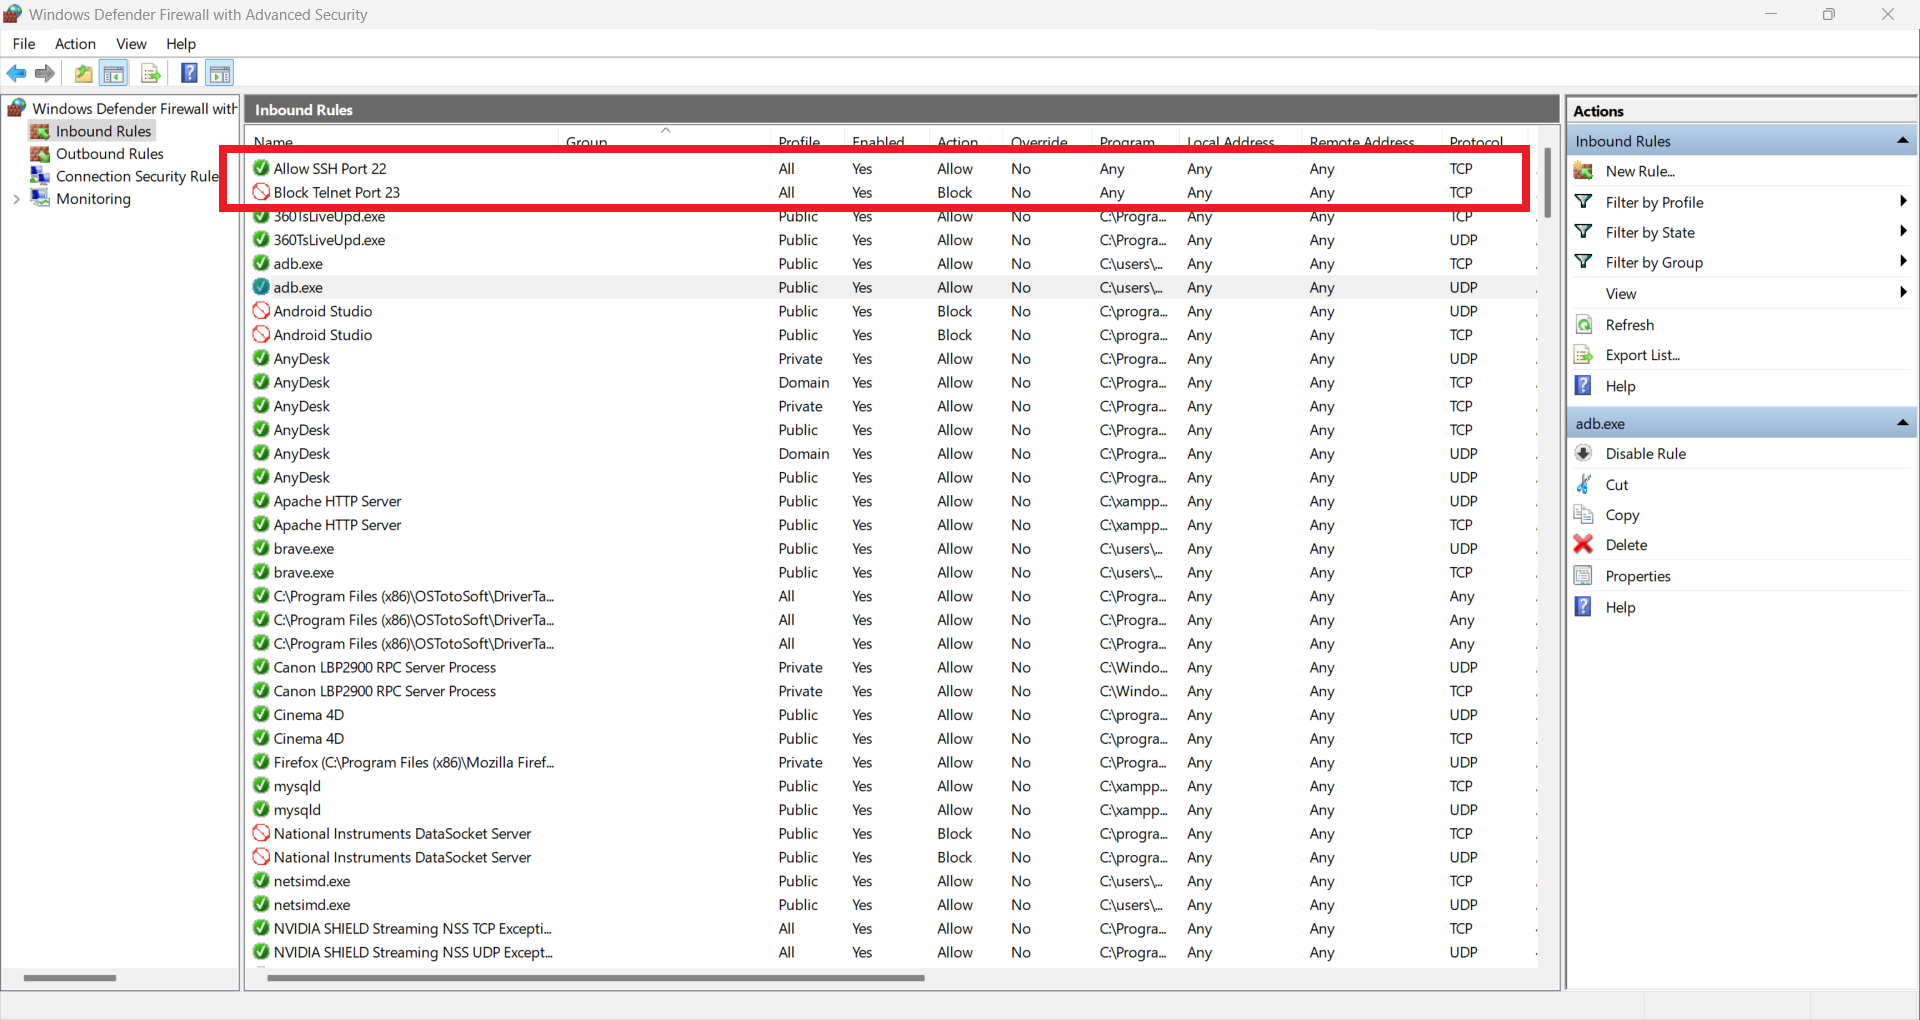 Windows Defender Firewall with Advanced Security
File Action View Help
Windows Defender Firewall with
Inbound Rules
Outbound Rules
Connection Security Rule
Monitoring
Inbound Rules
Name Group Profile Enabled Action Override Program Local Address Remote Address Protocol
Allow SSH Port 22 All Yes Allow No Any Any Any TCP
Block Telnet Port 23 All Yes Block No Any Any Any TCP
360TsLiveUpd.exe Public Yes Allow No C:\Progra... Any Any TCP
360TsLiveUpd.exe Public Yes Allow No C:\Progra... Any Any UDP
adb.exe Public Yes Allow No C:\users\... Any Any TCP
adb.exe Public Yes Allow No C:\users\... Any Any UDP
Android Studio Public Yes Block No C:\progra... Any Any UDP
Android Studio Public Yes Block No C:\progra... Any Any TCP
AnyDesk Private Yes Allow No C:\Progra... Any Any UDP
AnyDesk Domain Yes Allow No C:\Progra... Any Any TCP
AnyDesk Private Yes Allow No C:\Progra... Any Any TCP
AnyDesk Public Yes Allow No C:\Progra... Any Any TCP
AnyDesk Domain Yes Allow No C:\Progra... Any Any UDP
AnyDesk Public Yes Allow No C:\Progra... Any Any UDP
Apache HTTP Server Public Yes Allow No C:\xampp... Any Any UDP
Apache HTTP Server Public Yes Allow No C:\xampp... Any Any TCP
brave.exe Public Yes Allow No C:\users\... Any Any UDP
brave.exe Public Yes Allow No C:\users\... Any Any TCP
C:\Program Files (x86)\OSTotoSoft\DriverTa... All Yes Allow No C:\Progra... Any Any Any
C:\Program Files (x86)\OSTotoSoft\DriverTa... All Yes Allow No C:\Progra... Any Any Any
C:\Program Files (x86)\OSTotoSoft\DriverTa... All Yes Allow No C:\Progra... Any Any Any
Canon LBP2900 RPC Server Process Private Yes Allow No C:\Windo... Any Any UDP
Canon LBP2900 RPC Server Process Private Yes Allow No C:\Windo... Any Any TCP
Cinema 4D Public Yes Allow No C:\progra... Any Any UDP
Cinema 4D Public Yes Allow No C:\progra... Any Any TCP
Firefox (C:\Program Files (x86)\Mozilla Firef... Private Yes Allow No C:\Progra... Any Any UDP
mysqld Public Yes Allow No C:\xampp... Any Any TCP
mysqld Public Yes Allow No C:\xampp... Any Any UDP
National Instruments DataSocket Server Public Yes Block No C:\progra... Any Any TCP
National Instruments DataSocket Server Public Yes Block No C:\progra... Any Any UDP
netsimd.exe Public Yes Allow No C:\users\... Any Any TCP
netsimd.exe Public Yes Allow No C:\users\... Any Any UDP
NVIDIA SHIELD Streaming NSS TCP Excepti... All Yes Allow No C:\Progra... Any Any TCP
NVIDIA SHIELD Streaming NSS UDP Except... All Yes Allow No C:\Progra... Any Any UDP
Actions
Inbound Rules
New Rule...
Filter by Profile
Filter by State
Filter by Group
View
Refresh
Export List...
Help
adb.exe
Disable Rule
Cut
Copy
Delete
Properties
Help